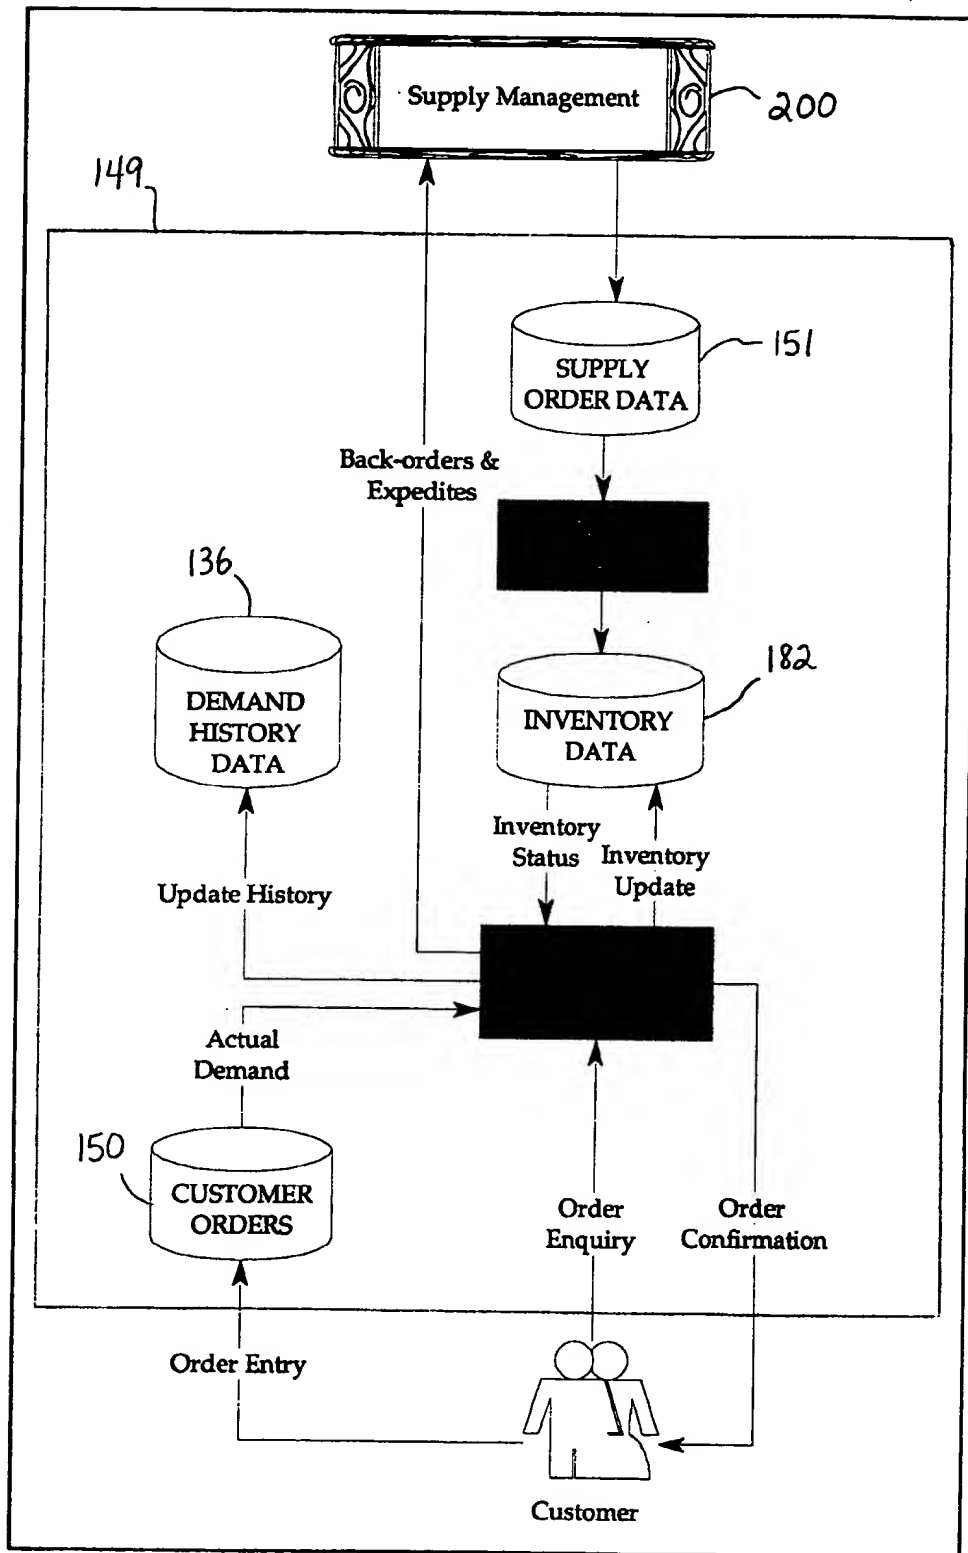 Supply Management
200
149
SUPPLY
ORDER DATA
151
Back-orders &
Expedites
136
DEMAND
HISTORY
DATA
182
INVENTORY
DATA
Inventory
Status
Inventory
Update
Update History
Actual
Demand
150
CUSTOMER
ORDERS
Order
Enquiry
Order
Confirmation
Order Entry
Customer